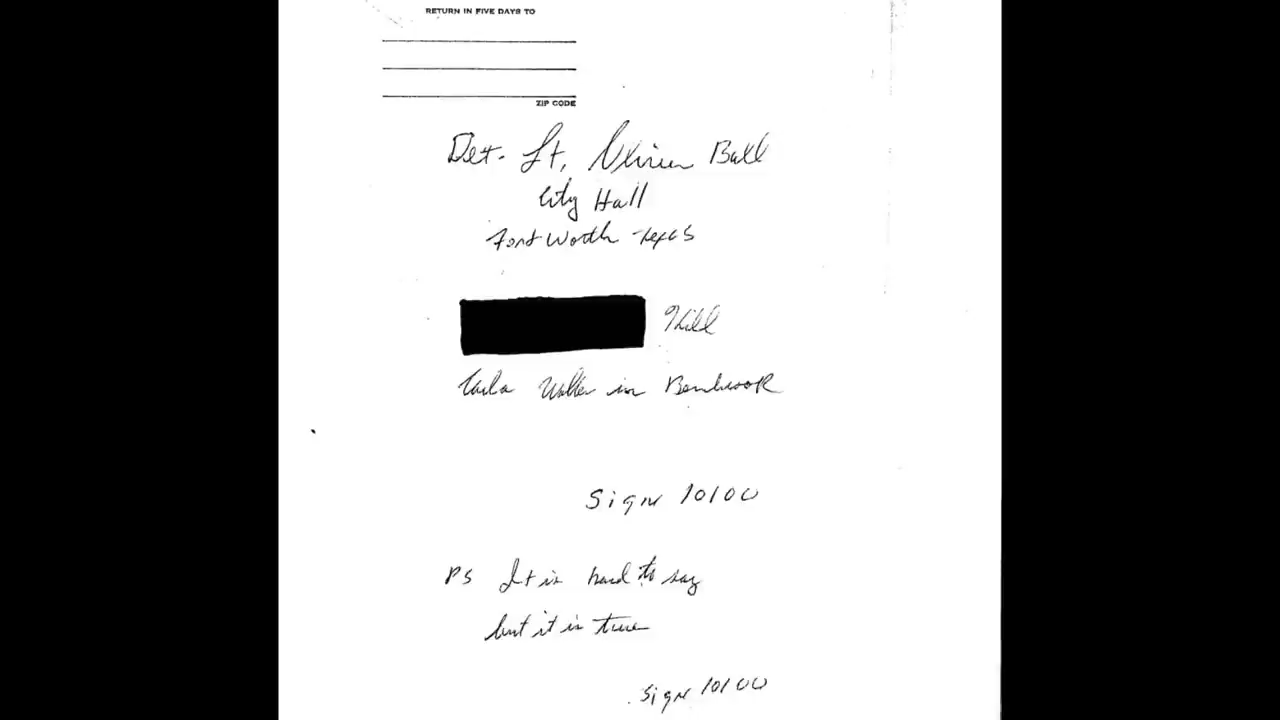 RETURN IN FIVE DAYS TO
ZIP CODE
Det. Lt, Oliver Ball
City Hall
Fort Worth Texas
Kill
Carla Walker in Benbrook
Sign 10100
PS It is hard to say
but it is true
Sign 10100